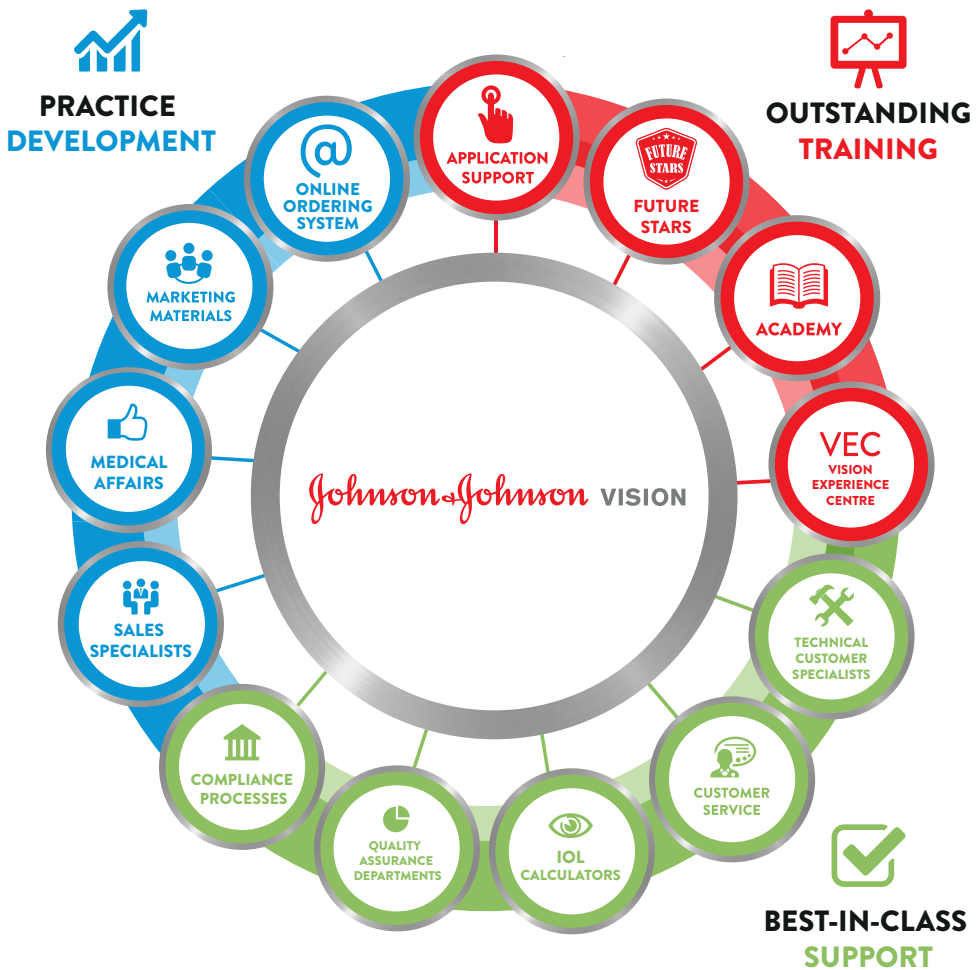 PRACTICE
DEVELOPMENT
OUTSTANDING
TRAINING
APPLICATION
SUPPORT
FUTURE
STARS
FUTURE
STARS
ACADEMY
VEC
VISION
EXPERIENCE
CENTRE
TECHNICAL
CUSTOMER
SPECIALISTS
CUSTOMER
SERVICE
IOL
CALCULATORS
QUALITY
ASSURANCE
DEPARTMENTS
COMPLIANCE
PROCESSES
SALES
SPECIALISTS
MEDICAL
AFFAIRS
MARKETING
MATERIALS
ONLINE
ORDERING
SYSTEM
Johnson&Johnson VISION
BEST-IN-CLASS
SUPPORT